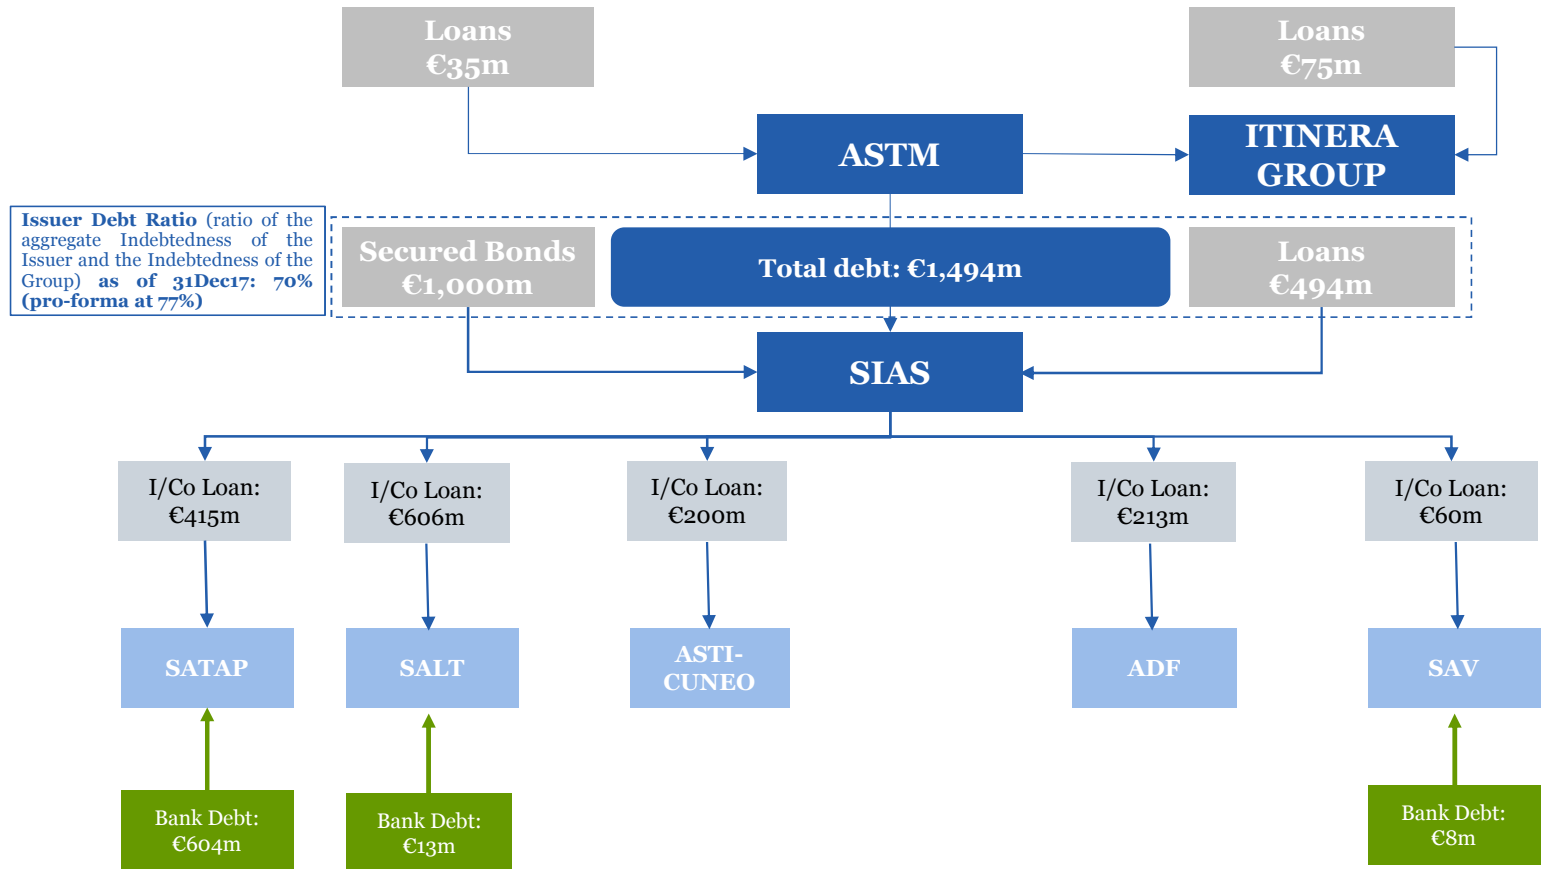 Loans
€35m
Loans
€75m
ASTM
ITINERA
GROUP
Issuer Debt Ratio (ratio of the
aggregate Indebtedness of the
Issuer and the Indebtedness of the
Group) as of 31Dec17: 70%
(pro-forma at 77%)
Secured Bonds
€1,000m
Total debt: €1,494m
Loans
€494m
SIAS
I/Co Loan:
€415m
I/Co Loan:
€606m
I/Co Loan:
€200m
I/Co Loan:
€213m
I/Co Loan:
€60m
SATAP
SALT
ASTI-
CUNEO
ADF
SAV
Bank Debt:
€604m
Bank Debt:
€13m
Bank Debt:
€8m